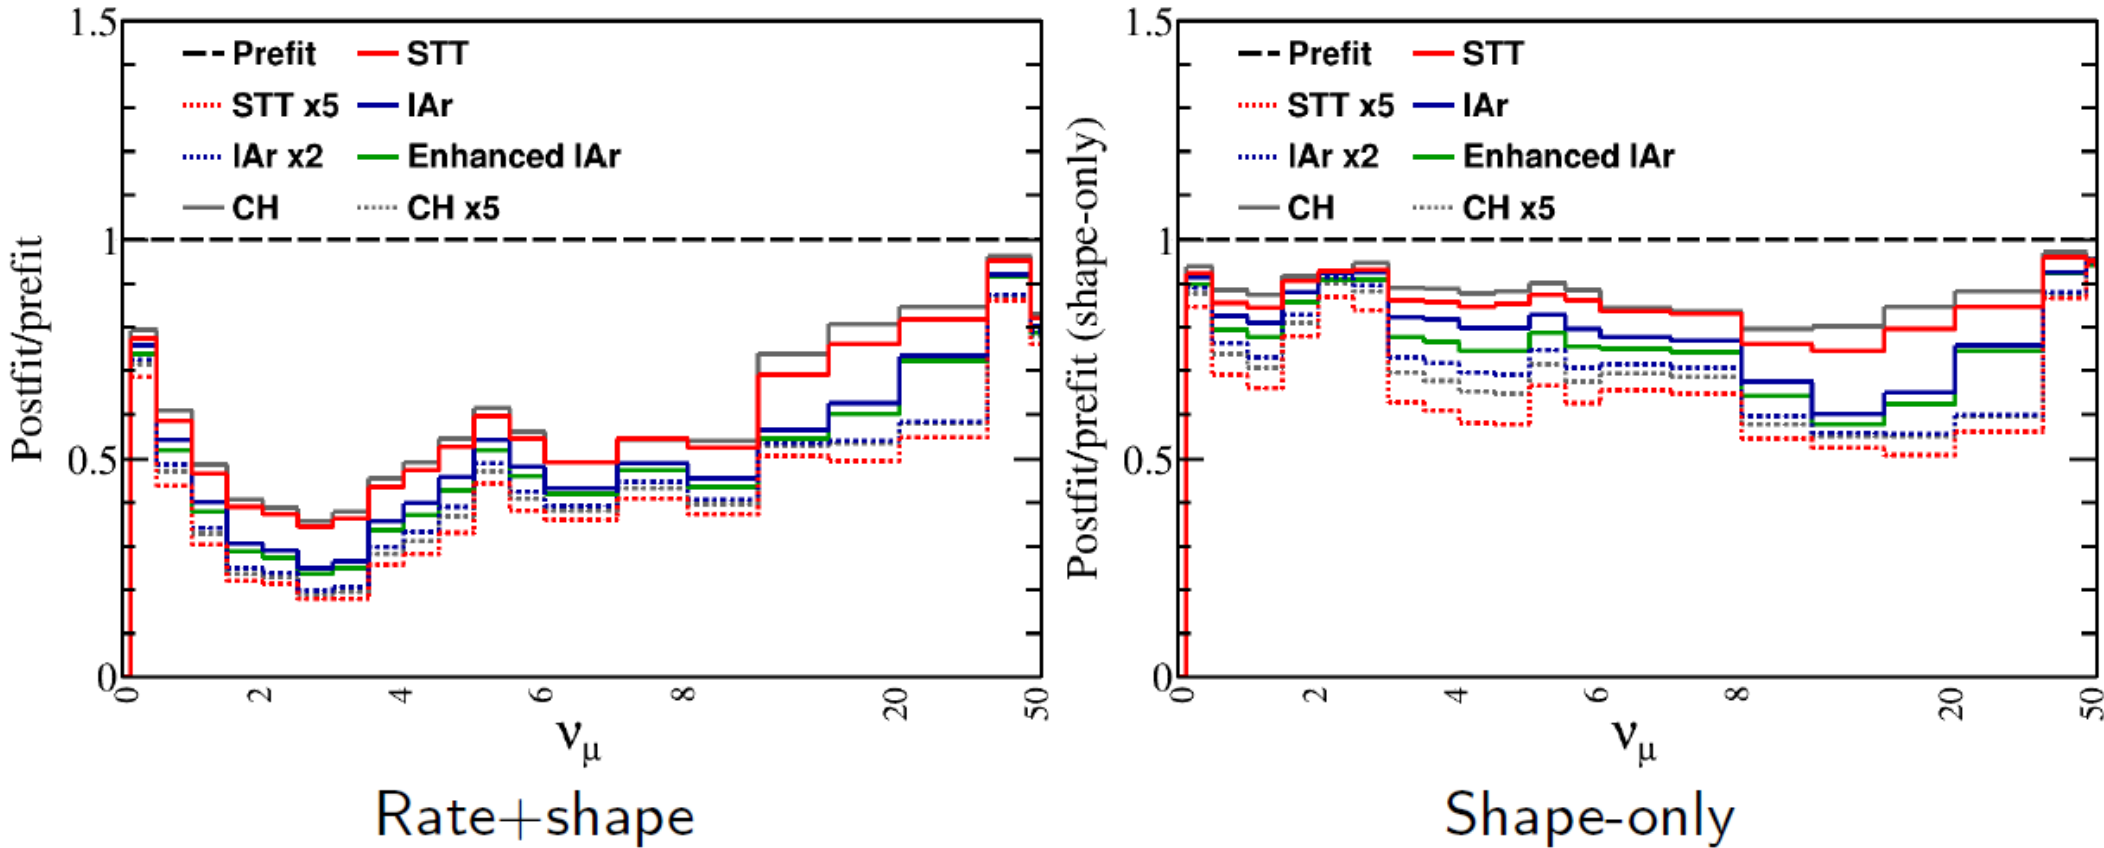 1.5
Prefit STT
STT x5 lAr
lAr x2 Enhanced lAr
CH CH x5
1
0.5
0
Postfit/prefit
0 2 4 6 8 20 50
νμ
Rate+shape
1.5
Prefit STT
STT x5 lAr
lAr x2 Enhanced lAr
CH CH x5
1
0.5
0
Postfit/prefit (shape-only)
0 2 4 6 8 20 50
νμ
Shape-only